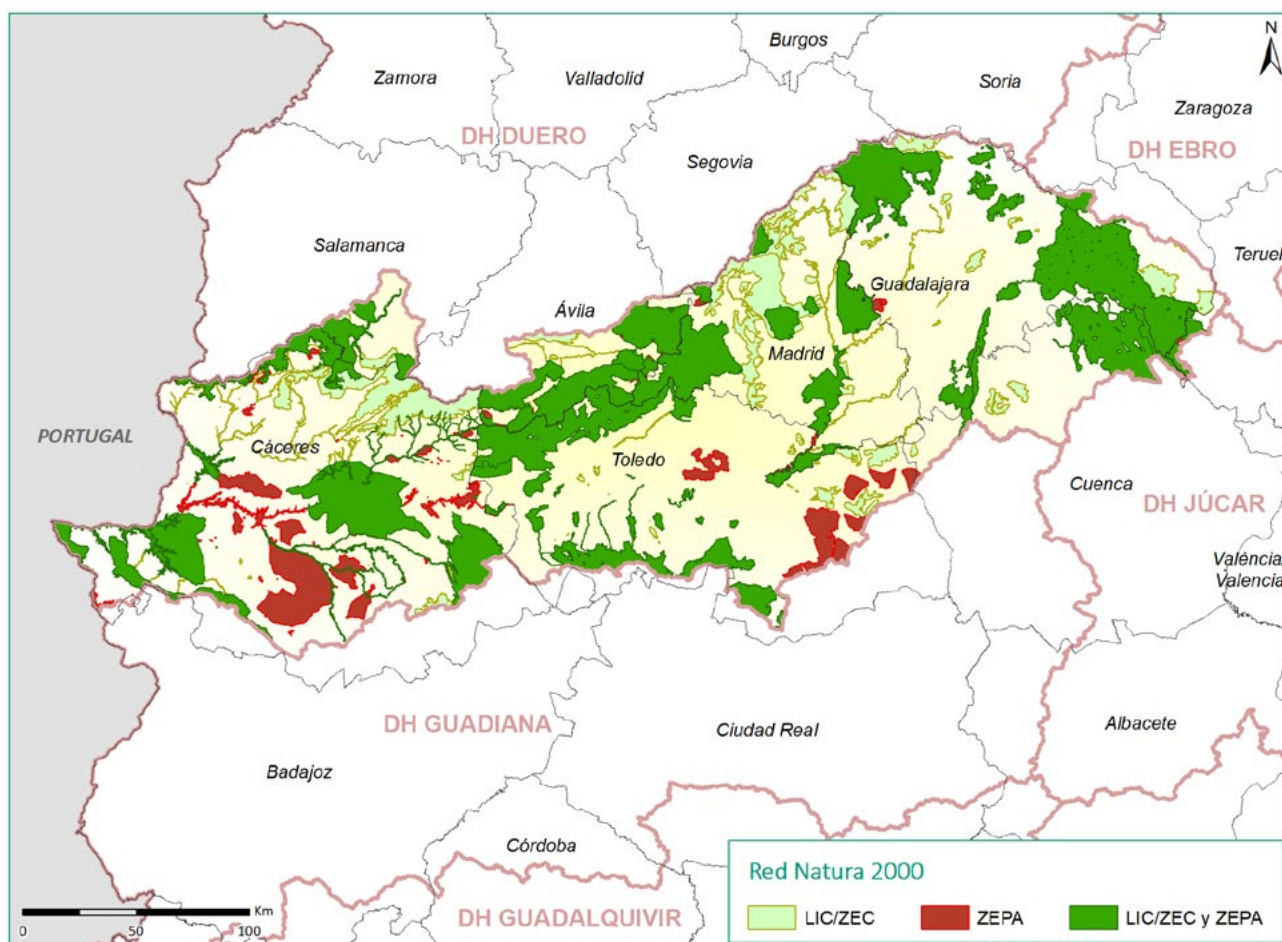 Burgos
N
Zamora
Valladolid
Soria
Zaragoza
DH DUERO
DH EBRO
Segovia
Salamanca
Teruel
Ávila
Guadalajara
Madrid
PORTUGAL
Cáceres
Toledo
Cuenca
DH JÚCAR
València/
Valencia
DH GUADIANA
Ciudad Real
Albacete
Badajoz
Córdoba
DH GUADALQUIVIR
Km
0 50 100
Red Natura 2000
LIC/ZEC ZEPA LIC/ZEC y ZEPA